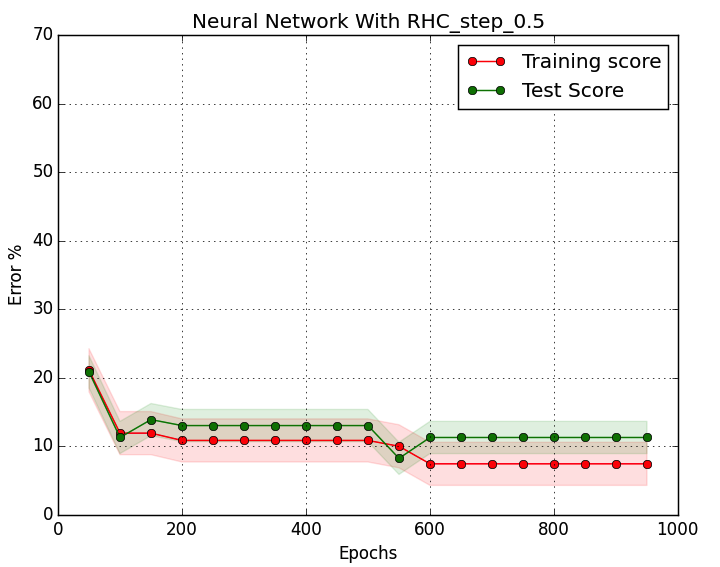 Neural Network With RHC_step_0.5
Training score
Test Score
70
60
50
40
30
20
10
0
Error %
0 200 400 600 800 1000
Epochs